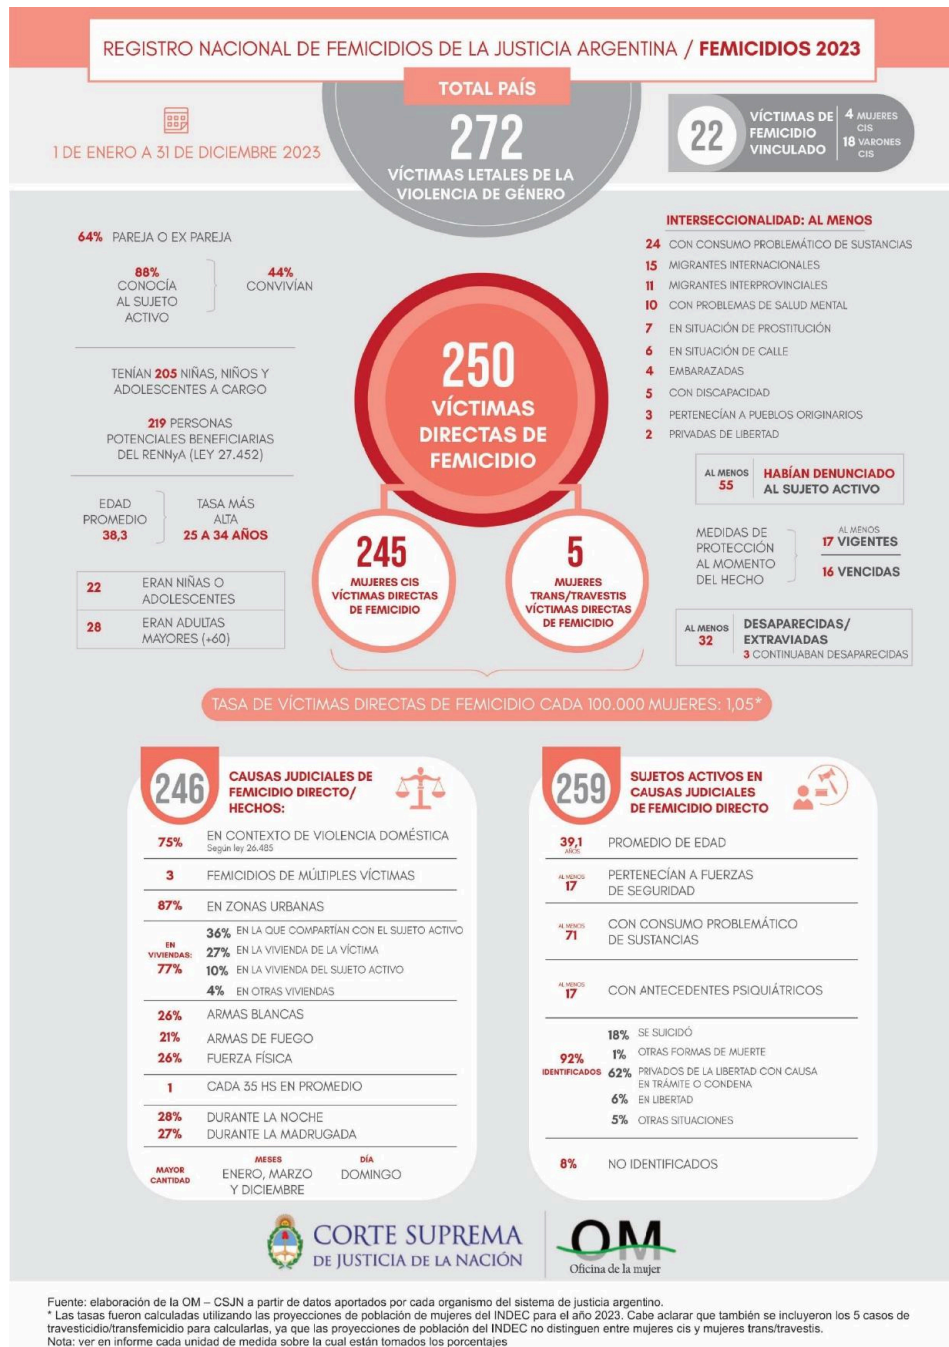 REGISTRO NACIONAL DE FEMICIDIOS DE LA JUSTICIA ARGENTINA / FEMICIDIOS 2023
TOTAL PAÍS
272
VÍCTIMAS LETALES DE LA
VIOLENCIA DE GÉNERO
1 DE ENERO A 31 DE DICIEMBRE 2023
22
VÍCTIMAS DE
FEMICIDIO
VINCULADO
4 MUJERES
CIS
18 VARONES
CIS
64% PAREJA O EX PAREJA
88%
CONOCÍA
AL SUJETO
ACTIVO
44%
CONVIVÍAN
TENÍAN 205 NIÑAS, NIÑOS Y
ADOLESCENTES A CARGO
219 PERSONAS
POTENCIALES BENEFICIARIAS
DEL RENNyA (LEY 27.452)
EDAD
PROMEDIO
38,3
TASA MÁS
ALTA
25 A 34 AÑOS
22 ERAN NIÑAS O
ADOLESCENTES
28 ERAN ADULTAS
MAYORES (+60)
250
VÍCTIMAS
DIRECTAS DE
FEMICIDIO
245
MUJERES CIS
VÍCTIMAS DIRECTAS
DE FEMICIDIO
5
MUJERES
TRANS/TRAVESTIS
VÍCTIMAS DIRECTAS
DE FEMICIDIO
INTERSECCIONALIDAD: AL MENOS
24 CON CONSUMO PROBLEMÁTICO DE SUSTANCIAS
15 MIGRANTES INTERNACIONALES
11 MIGRANTES INTERPROVINCIALES
10 CON PROBLEMAS DE SALUD MENTAL
7 EN SITUACIÓN DE PROSTITUCIÓN
6 EN SITUACIÓN DE CALLE
4 EMBARAZADAS
5 CON DISCAPACIDAD
3 PERTENECÍAN A PUEBLOS ORIGINARIOS
2 PRIVADAS DE LIBERTAD
AL MENOS
55
HABÍAN DENUNCIADO
AL SUJETO ACTIVO
MEDIDAS DE
PROTECCIÓN
AL MOMENTO
DEL HECHO
AL MENOS
17 VIGENTES
16 VENCIDAS
AL MENOS
32
DESAPARECIDAS/
EXTRAVIADAS
3 CONTINUABAN DESAPARECIDAS
TASA DE VÍCTIMAS DIRECTAS DE FEMICIDIO CADA 100.000 MUJERES: 1,05*
246
CAUSAS JUDICIALES DE
FEMICIDIO DIRECTO/
HECHOS:
75% EN CONTEXTO DE VIOLENCIA DOMÉSTICA
Según ley 26.485
3 FEMICIDIOS DE MÚLTIPLES VÍCTIMAS
87% EN ZONAS URBANAS
EN
VIVIENDAS:
77%
36% EN LA QUE COMPARTÍAN CON EL SUJETO ACTIVO
27% EN LA VIVIENDA DE LA VÍCTIMA
10% EN LA VIVIENDA DEL SUJETO ACTIVO
4% EN OTRAS VIVIENDAS
26% ARMAS BLANCAS
21% ARMAS DE FUEGO
26% FUERZA FÍSICA
1 CADA 35 HS EN PROMEDIO
28% DURANTE LA NOCHE
27% DURANTE LA MADRUGADA
MAYOR
CANTIDAD
MESES
ENERO, MARZO
Y DICIEMBRE
DÍA
DOMINGO
259
SUJETOS ACTIVOS EN
CAUSAS JUDICIALES
DE FEMICIDIO DIRECTO
39,1
AÑOS
PROMEDIO DE EDAD
AL MENOS
17
PERTENECÍAN A FUERZAS
DE SEGURIDAD
AL MENOS
71
CON CONSUMO PROBLEMÁTICO
DE SUSTANCIAS
AL MENOS
17
CON ANTECEDENTES PSIQUIÁTRICOS
92%
IDENTIFICADOS
18% SE SUICIDÓ
1% OTRAS FORMAS DE MUERTE
62% PRIVADOS DE LA LIBERTAD CON CAUSA
EN TRÁMITE O CONDENA
6% EN LIBERTAD
5% OTRAS SITUACIONES
8% NO IDENTIFICADOS
CORTE SUPREMA
DE JUSTICIA DE LA NACIÓN
OM
Oficina de la mujer
Fuente: elaboración de la OM – CSJN a partir de datos aportados por cada organismo del sistema de justicia argentino.
* Las tasas fueron calculadas utilizando las proyecciones de población de mujeres del INDEC para el año 2023. Cabe aclarar que también se incluyeron los 5 casos de
travesticidio/transfemicidio para calcularlas, ya que las proyecciones de población del INDEC no distinguen entre mujeres cis y mujeres trans/travestis.
Nota: ver en informe cada unidad de medida sobre la cual están tomados los porcentajes